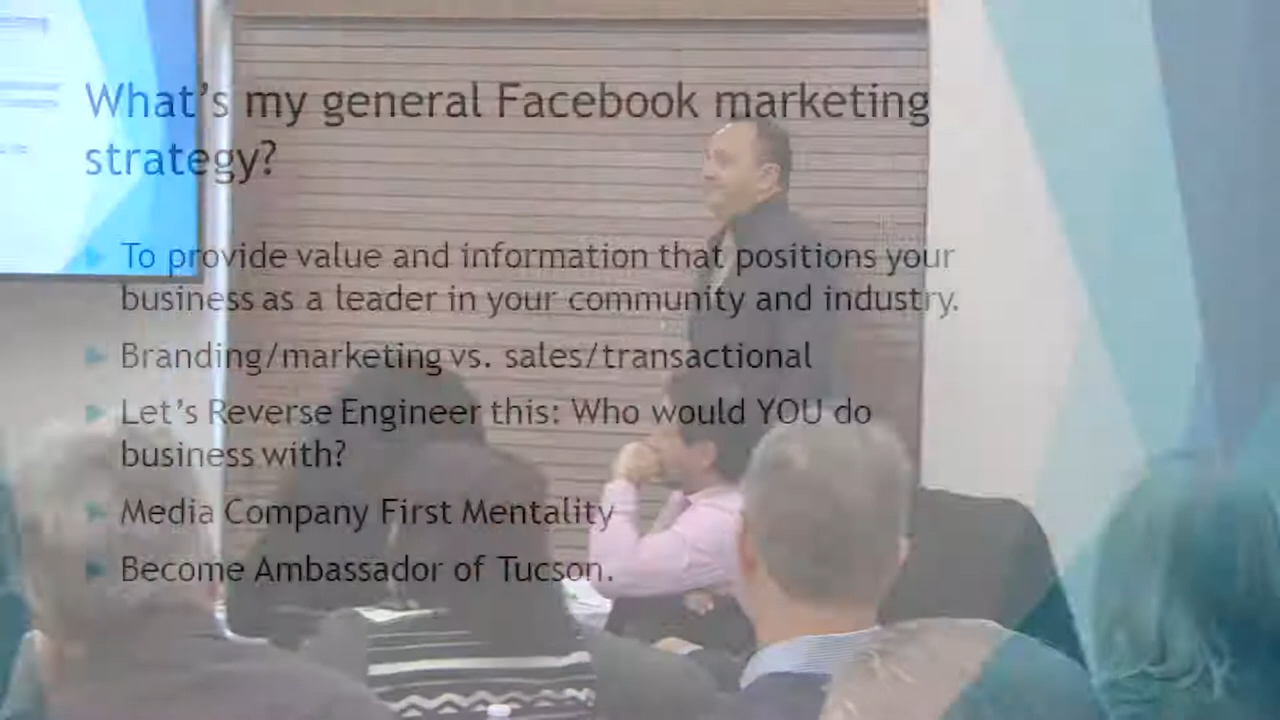 What's my general Facebook marketing
strategy?
To provide value and information that positions your
business as a leader in your community and industry.
Branding/marketing vs. sales/transactional
Let's Reverse Engineer this: Who would YOU do
business with?
Media Company First Mentality
Become Ambassador of Tucson.